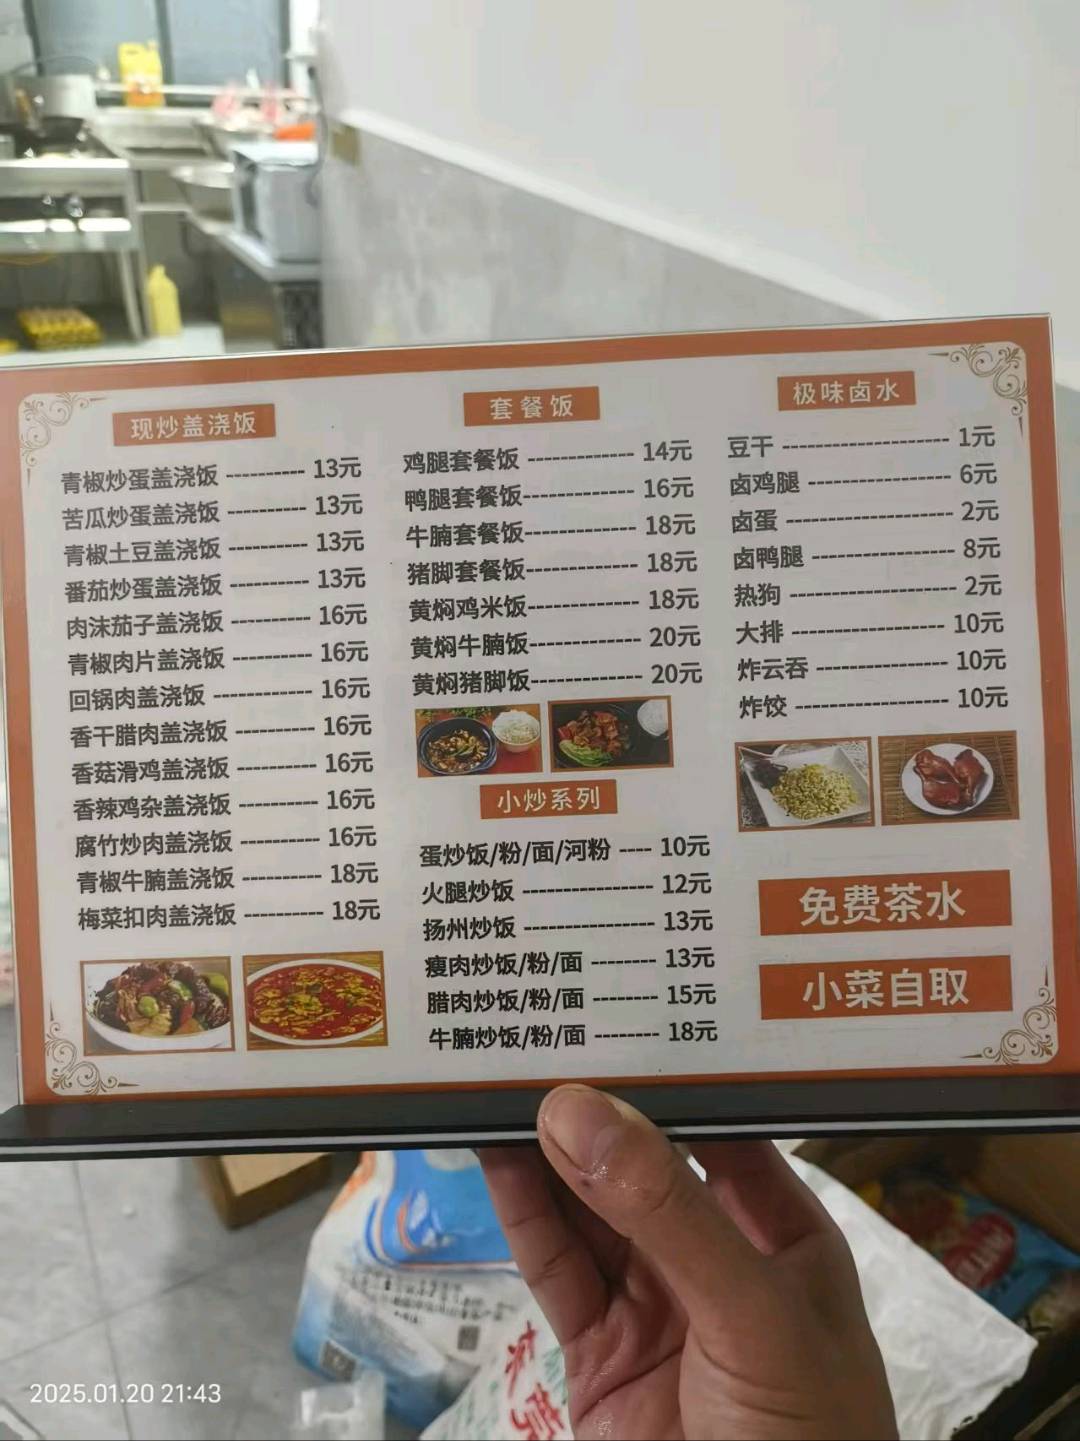 现炒盖浇饭
青椒炒蛋盖浇饭 ---------- 13元
苦瓜炒蛋盖浇饭 ---------- 13元
青椒土豆盖浇饭 ---------- 13元
番茄炒蛋盖浇饭 ---------- 13元
肉沫茄子盖浇饭 ---------- 16元
青椒肉片盖浇饭 ---------- 16元
回锅肉盖浇饭 ------------ 16元
香干腊肉盖浇饭 ---------- 16元
香菇滑鸡盖浇饭 ---------- 16元
香辣鸡杂盖浇饭 ---------- 16元
腐竹炒肉盖浇饭 ---------- 16元
青椒牛腩盖浇饭 ---------- 18元
梅菜扣肉盖浇饭 ---------- 18元
套餐饭
鸡腿套餐饭 ------------- 14元
鸭腿套餐饭-------------- 16元
牛腩套餐饭-------------- 18元
猪脚套餐饭-------------- 18元
黄焖鸡米饭-------------- 18元
黄焖牛腩饭-------------- 20元
黄焖猪脚饭-------------- 20元
小炒系列
蛋炒饭/粉/面/河粉 ---- 10元
火腿炒饭 ---------------- 12元
扬州炒饭 ---------------- 13元
瘦肉炒饭/粉/面 -------- 13元
腊肉炒饭/粉/面 -------- 15元
牛腩炒饭/粉/面 -------- 18元
极味卤水
豆干 --------------------- 1元
卤鸡腿 ------------------ 6元
卤蛋 --------------------- 2元
卤鸭腿 ------------------ 8元
热狗 --------------------- 2元
大排 ------------------- 10元
炸云吞 ---------------- 10元
炸饺 ------------------- 10元
免费茶水
小菜自取
2025.01.20 21:43